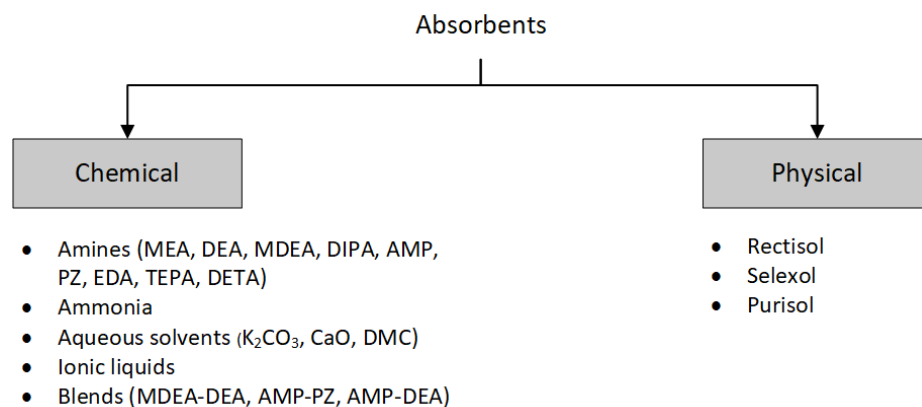 Absorbents
Chemical
Physical
● Amines (MEA, DEA, MDEA, DIPA, AMP,
PZ, EDA, TEPA, DETA)
● Ammonia
● Aqueous solvents (K₂CO₃, CaO, DMC)
● Ionic liquids
● Blends (MDEA-DEA, AMP-PZ, AMP-DEA)
● Rectisol
● Selexol
● Purisol